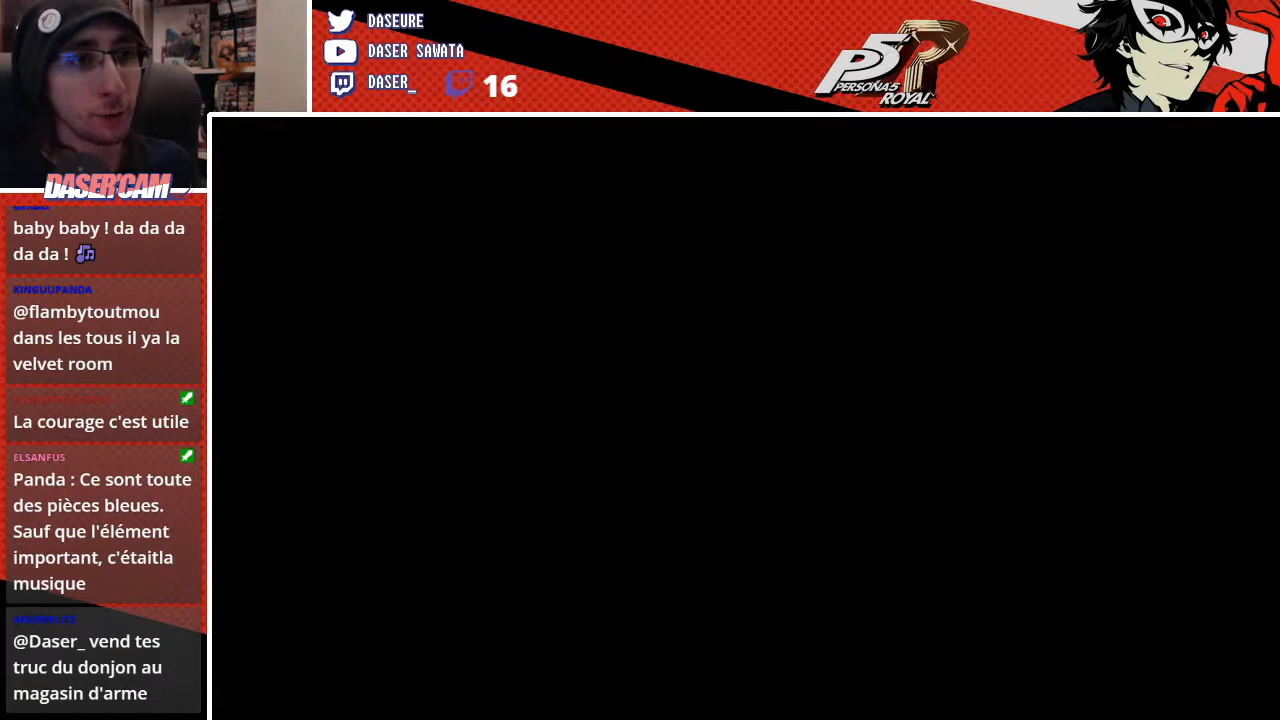 DASEURE
DASER SAWATA
DASER_
16
P5R
PERSONA5
ROYAL
DASER'CAM
baby baby ! da da da
da da !
KINGUUPANDA
@flambytoutmou
dans les tous il ya la
velvet room
La courage c'est utile
ELSANFUS
Panda : Ce sont toute
des pièces bleues.
Sauf que l'élément
important, c'étaitla
musique
@Daser_ vend tes
truc du donjon au
magasin d'arme